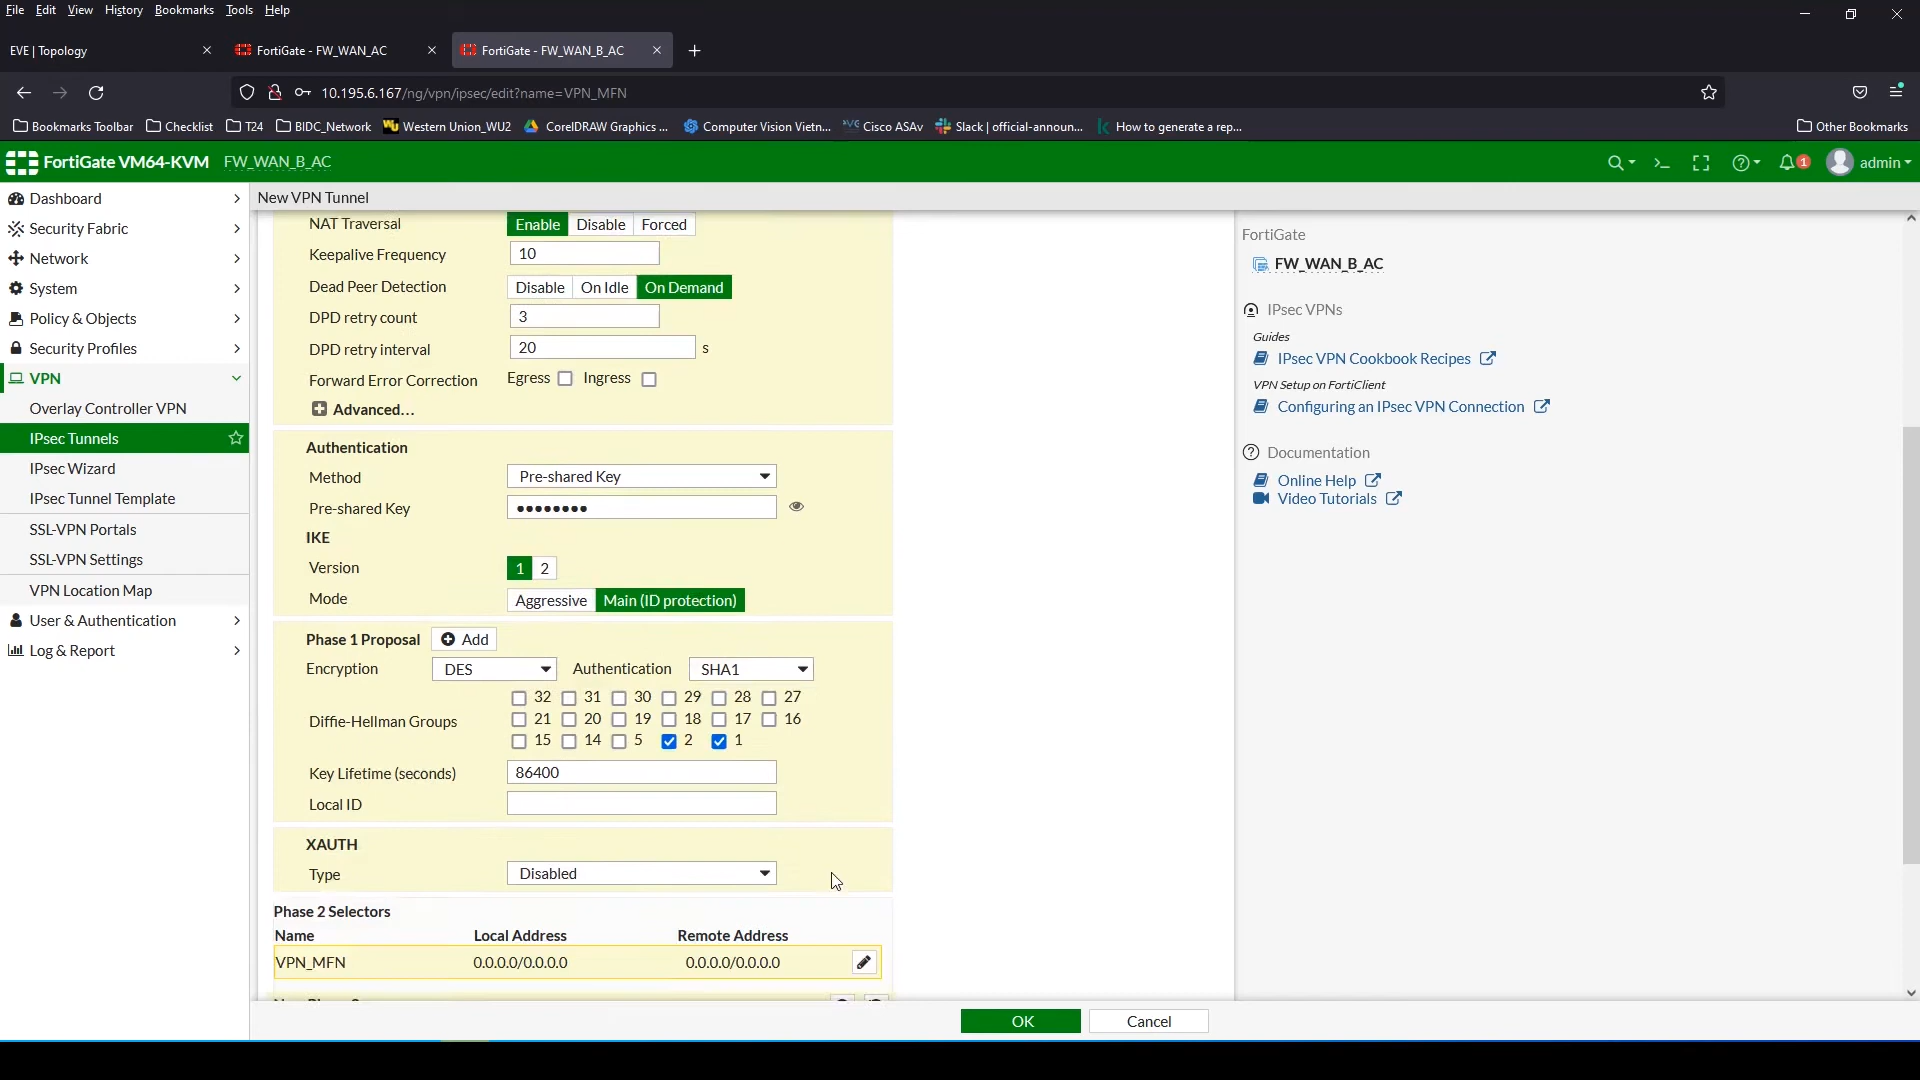 File Edit View History Bookmarks Tools Help
EVE | Topology
FortiGate - FW_WAN_AC
FortiGate - FW_WAN_B_AC
10.195.6.167/ng/vpn/ipsec/edit?name=VPN_MFN
Bookmarks Toolbar Checklist T24 BIDC_Network Western Union_WU2 CorelDRAW Graphics ... Computer Vision Vietn... Cisco ASAv Slack | official-announ... How to generate a rep... Other Bookmarks
FortiGate VM64-KVM FW_WAN_B_AC 1 admin
Dashboard
Security Fabric
Network
System
Policy & Objects
Security Profiles
VPN
Overlay Controller VPN
IPsec Tunnels
IPsec Wizard
IPsec Tunnel Template
SSL-VPN Portals
SSL-VPN Settings
VPN Location Map
User & Authentication
Log & Report
New VPN Tunnel
NAT Traversal Enable Disable Forced
Keepalive Frequency 10
Dead Peer Detection Disable On Idle On Demand
DPD retry count 3
DPD retry interval 20 s
Forward Error Correction Egress Ingress
Advanced...
Authentication
Method Pre-shared Key
Pre-shared Key ••••••••
IKE
Version 1 2
Mode Aggressive Main (ID protection)
Phase 1 Proposal Add
Encryption DES Authentication SHA1
32 31 30 29 28 27
Diffie-Hellman Groups 21 20 19 18 17 16
15 14 5 2 1
Key Lifetime (seconds) 86400
Local ID
XAUTH
Type Disabled
Phase 2 Selectors
Name Local Address Remote Address
VPN_MFN 0.0.0.0/0.0.0.0 0.0.0.0/0.0.0.0
OK Cancel
FortiGate
FW_WAN_B_AC
IPsec VPNs
Guides
IPsec VPN Cookbook Recipes
VPN Setup on FortiClient
Configuring an IPsec VPN Connection
Documentation
Online Help
Video Tutorials